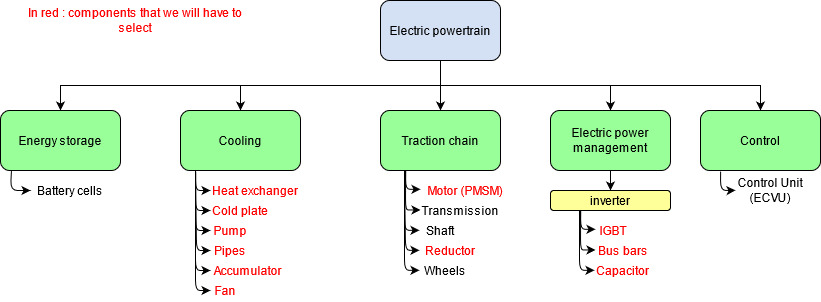 In red : components that we will have to
select
Electric powertrain
Energy storage
Cooling
Traction chain
Electric power
management
Control
Battery cells
Heat exchanger
Cold plate
Pump
Pipes
Accumulator
Fan
Motor (PMSM)
Transmission
Shaft
Reductor
Wheels
inverter
IGBT
Bus bars
Capacitor
Control Unit
(ECVU)